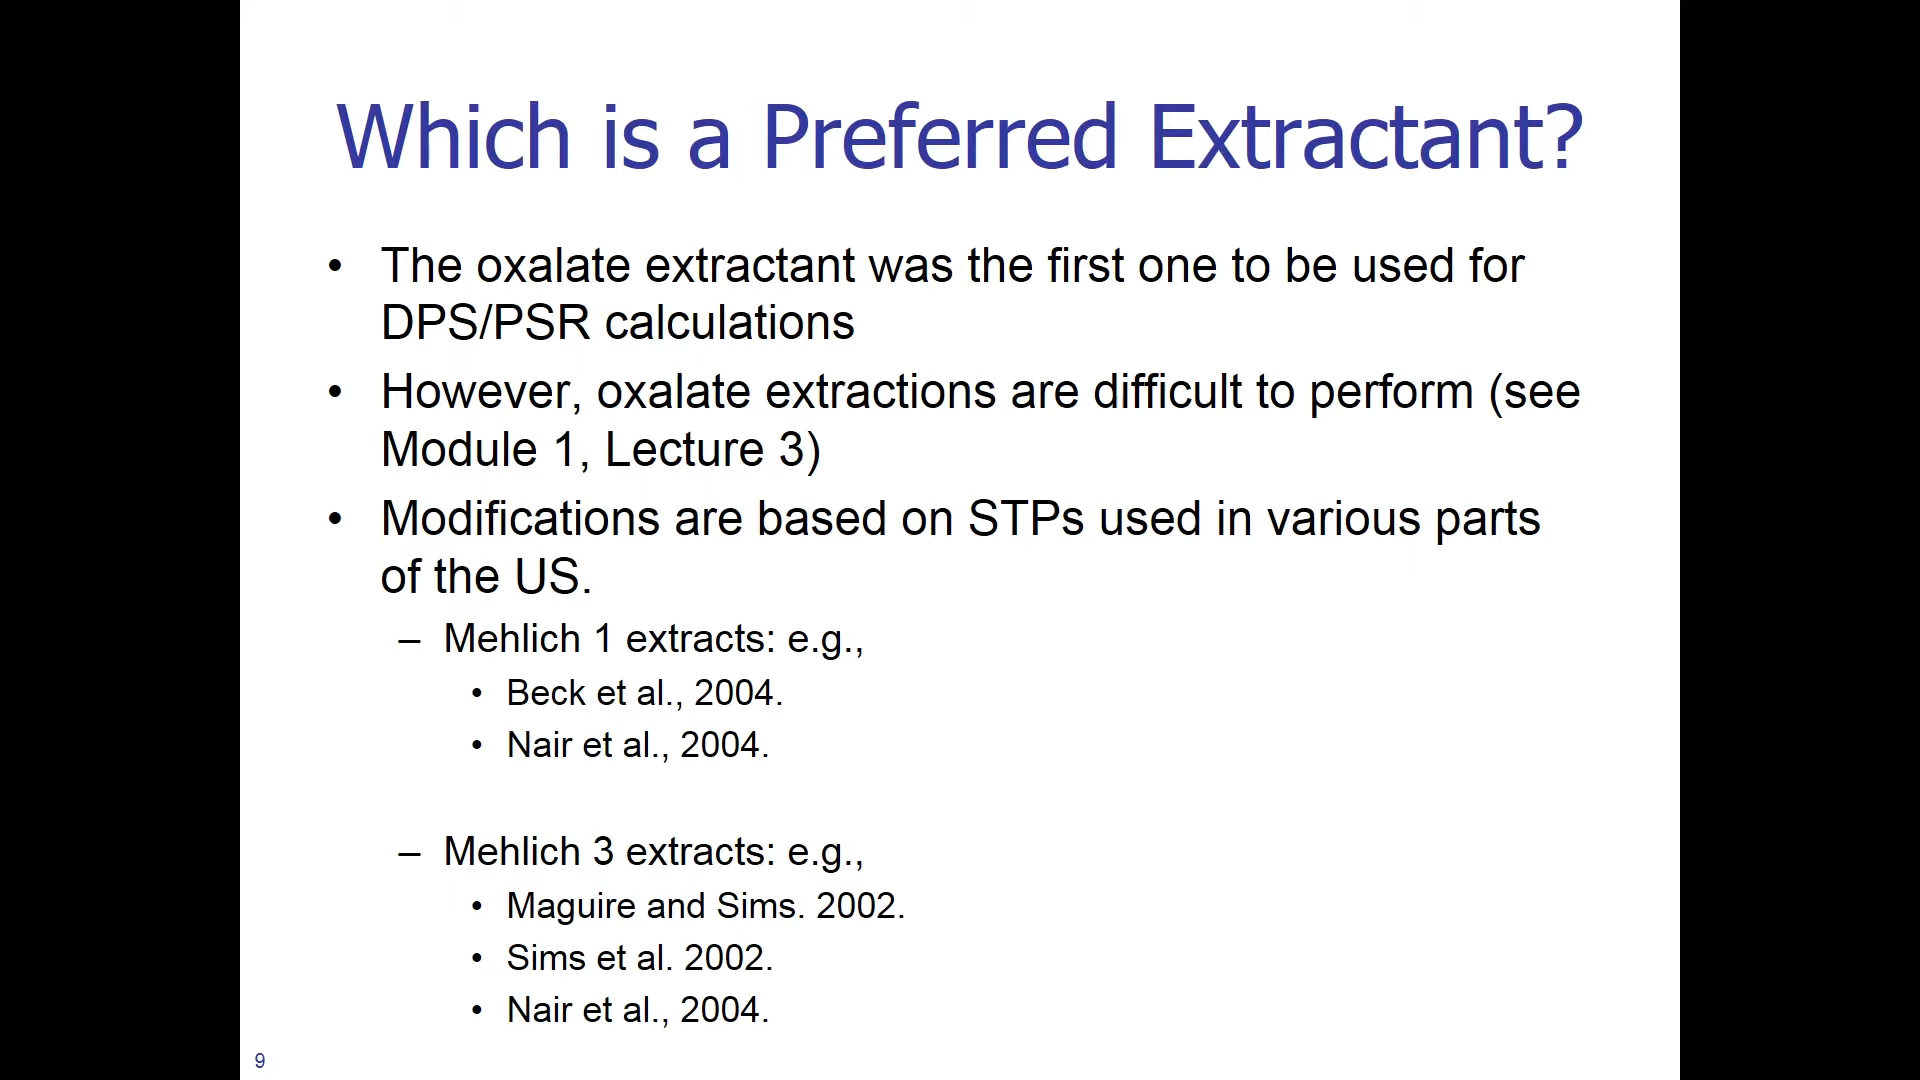 Which is a Preferred Extractant?
• The oxalate extractant was the first one to be used for
DPS/PSR calculations
• However, oxalate extractions are difficult to perform (see
Module 1, Lecture 3)
• Modifications are based on STPs used in various parts
of the US.
– Mehlich 1 extracts: e.g.,
• Beck et al., 2004.
• Nair et al., 2004.
– Mehlich 3 extracts: e.g.,
• Maguire and Sims. 2002.
• Sims et al. 2002.
• Nair et al., 2004.
9